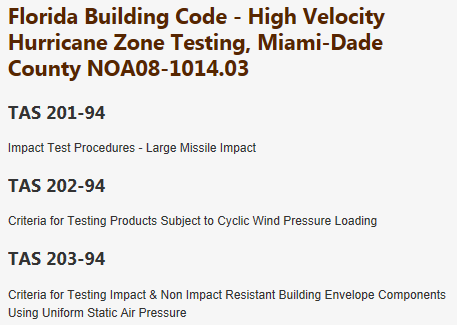 Florida Building Code - High Velocity
Hurricane Zone Testing, Miami-Dade
County NOA08-1014.03
TAS 201-94
Impact Test Procedures - Large Missile Impact
TAS 202-94
Criteria for Testing Products Subject to Cyclic Wind Pressure Loading
TAS 203-94
Criteria for Testing Impact & Non Impact Resistant Building Envelope Components
Using Uniform Static Air Pressure